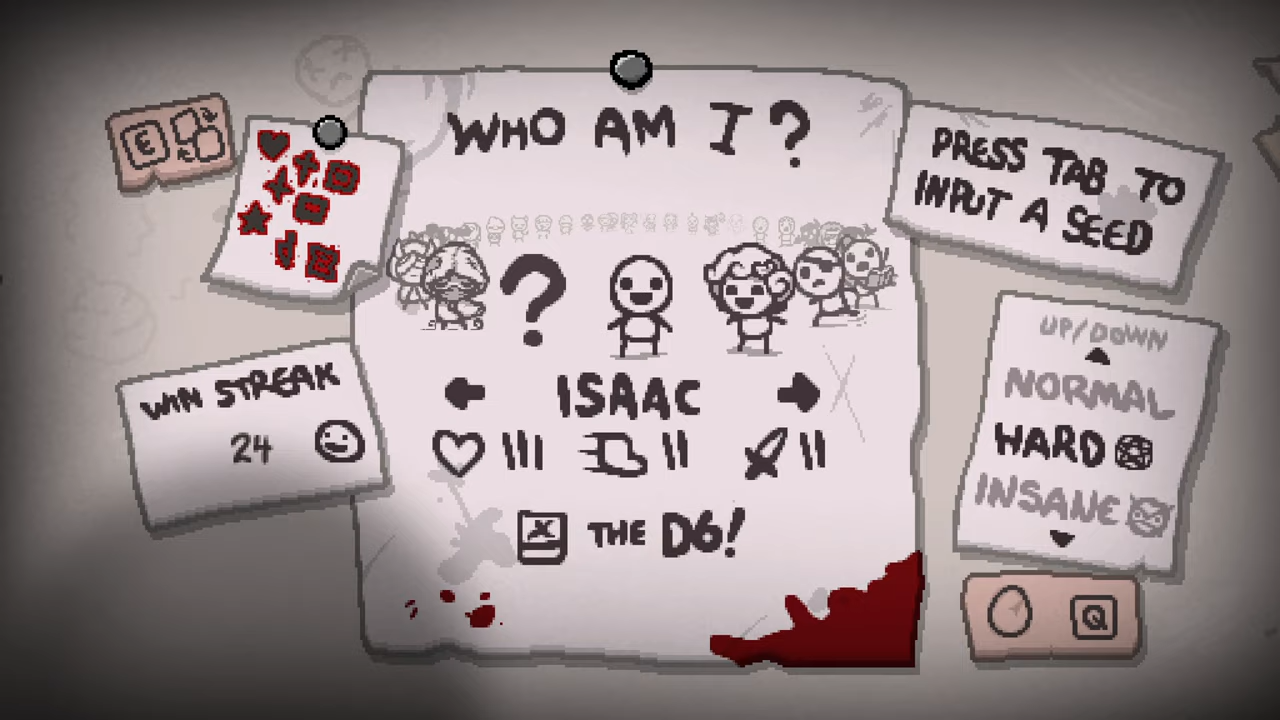 WHO AM I?
E
PRESS TAB TO
INPUT A SEED
?
UP/DOWN
NORMAL
HARD
INSANE
WIN STREAK
24
ISAAC
X THE D6!
Q